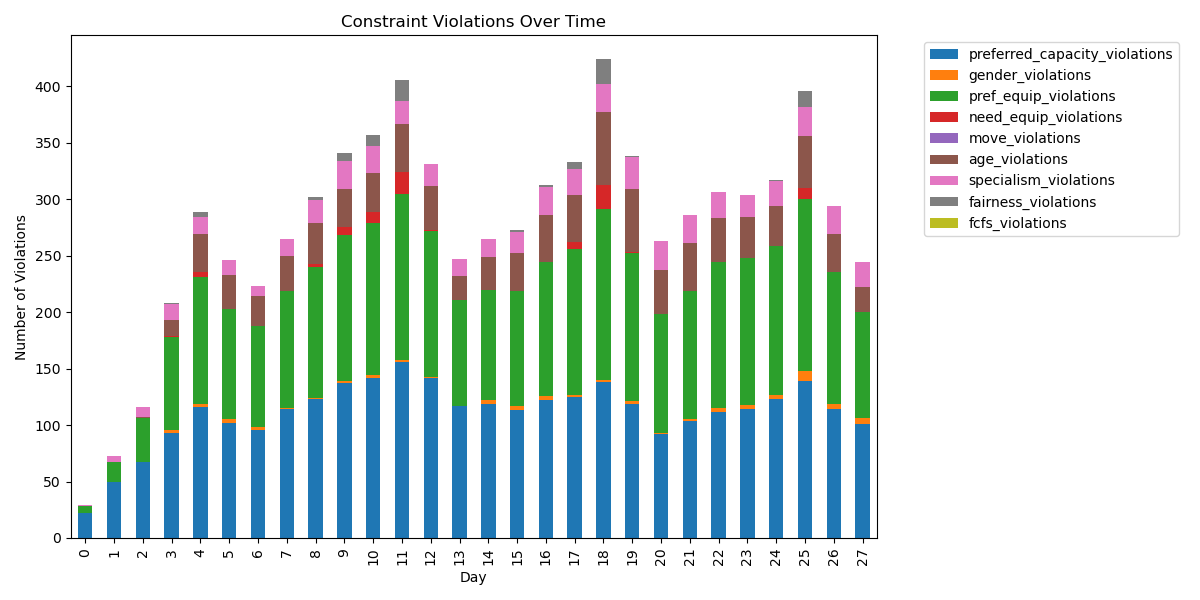 Constraint Violations Over Time
Number of Violations
400
350
300
250
200
150
100
50
0
0 1 2 3 4 5 6 7 8 9 10 11 12 13 14 15 16 17 18 19 20 21 22 23 24 25 26 27
Day
preferred_capacity_violations
gender_violations
pref_equip_violations
need_equip_violations
move_violations
age_violations
specialism_violations
fairness_violations
fcfs_violations